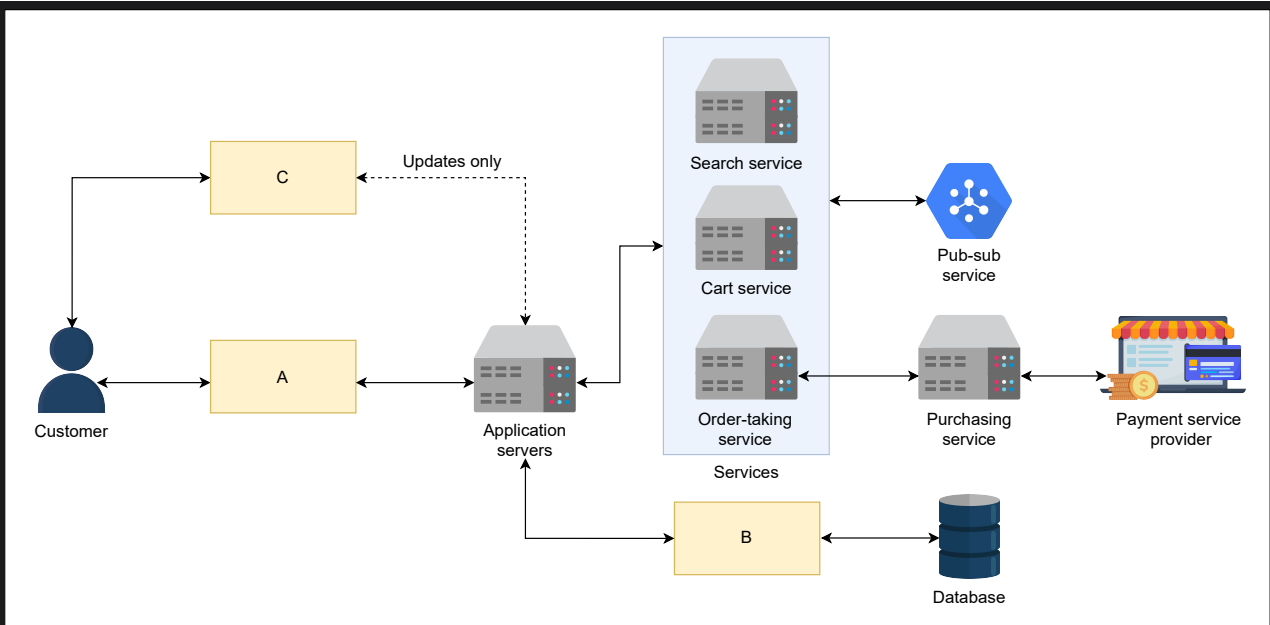 Search service
C
Updates only
Cart service
Pub-sub
service
A
Customer
Application
servers
Order-taking
service
Services
Purchasing
service
$
Payment service
provider
B
Database